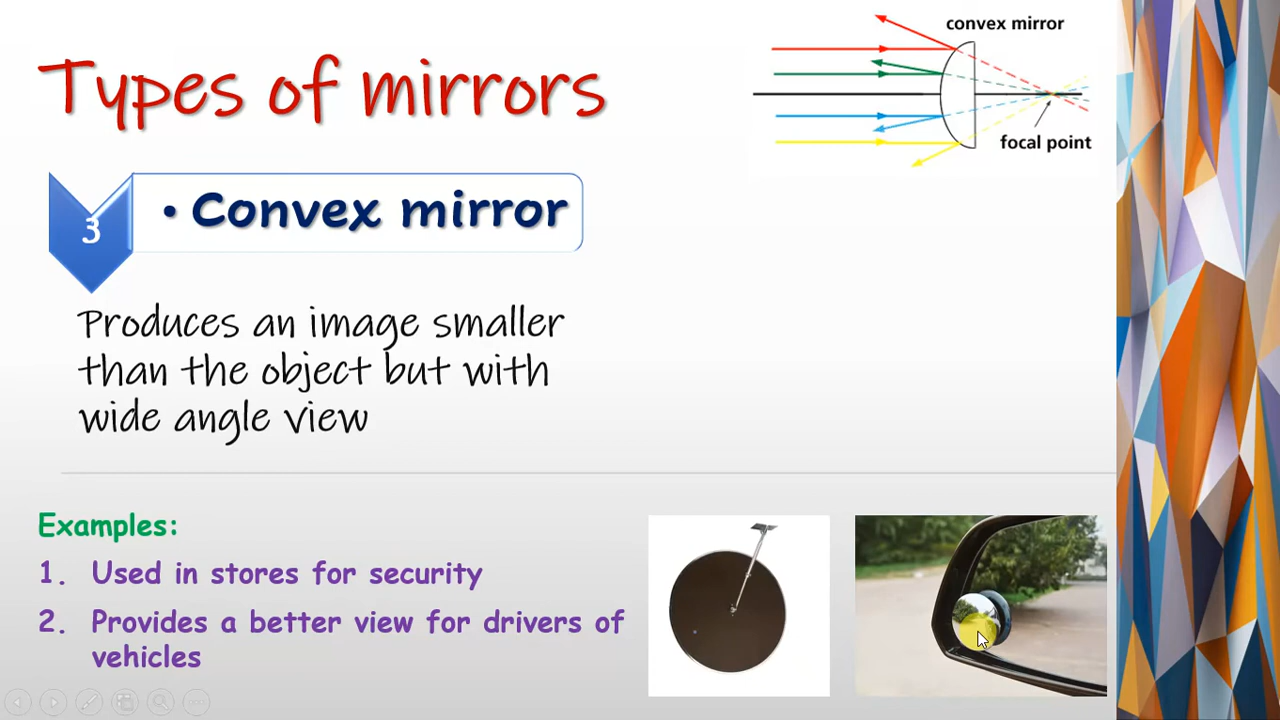 Types of mirrors
convex mirror
focal point
3
• Convex mirror
Produces an image smaller
than the object but with
wide angle view
Examples:
1. Used in stores for security
2. Provides a better view for drivers of
vehicles